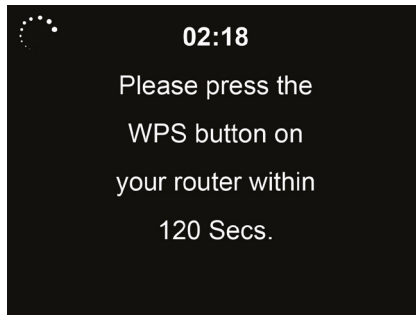 02:18
Please press the
WPS button on
your router within
120 Secs.